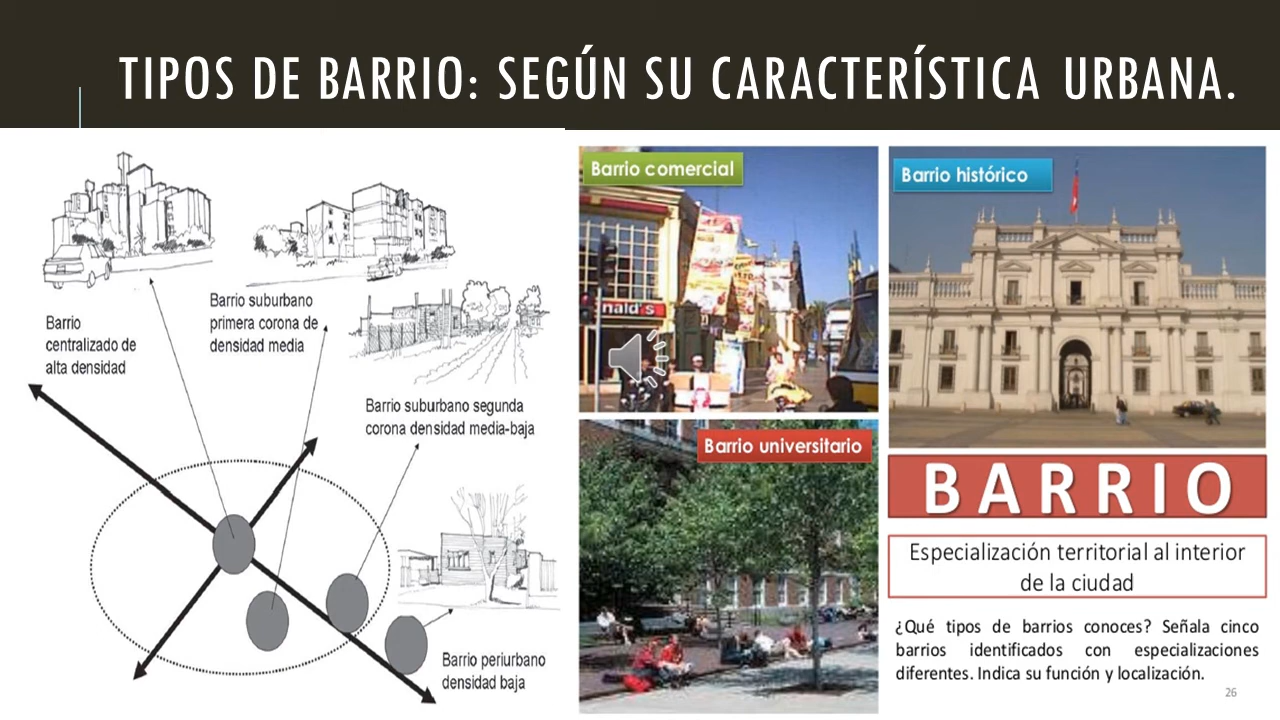 TIPOS DE BARRIO: SEGÚN SU CARACTERÍSTICA URBANA.
Barrio
centralizado de
alta densidad
Barrio suburbano
primera corona de
densidad media
Barrio suburbano segunda
corona densidad media-baja
Barrio periurbano
densidad baja
Barrio comercial
nald's
Barrio universitario
Barrio histórico
BARRIO
Especialización territorial al interior
de la ciudad
¿Qué tipos de barrios conoces? Señala cinco
barrios identificados con especializaciones
diferentes. Indica su función y localización.
26